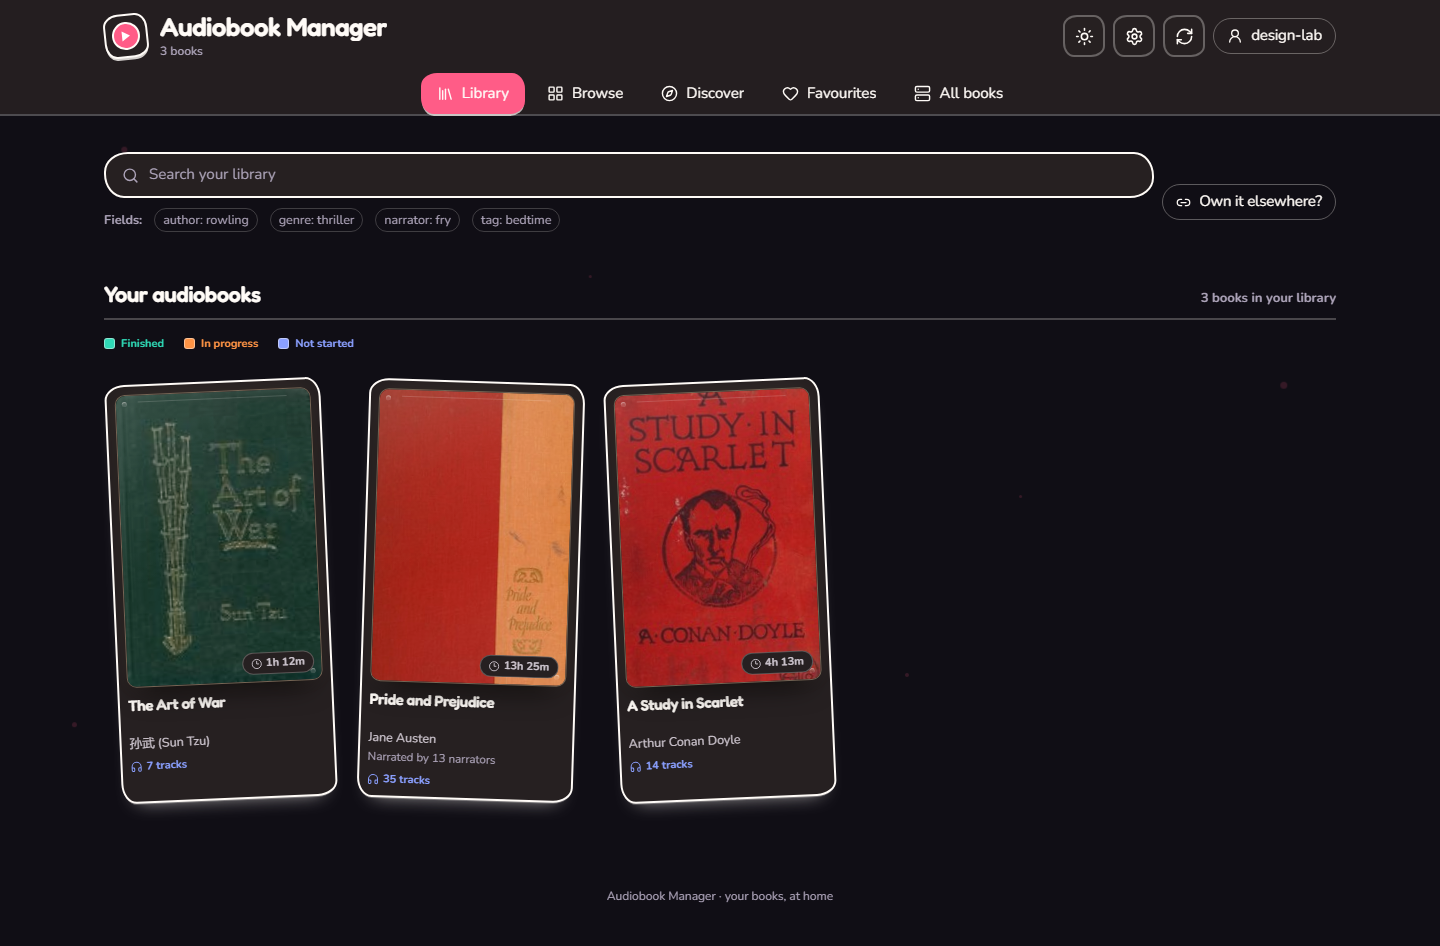 Audiobook Manager
3 books
design-lab
Library
Browse
Discover
Favourites
All books
Search your library
Own it elsewhere?
Fields:
author: rowling
genre: thriller
narrator: fry
tag: bedtime
Your audiobooks
3 books in your library
Finished
In progress
Not started
The
Art of
War
Sun Tzu
1h 12m
The Art of War
孙武 (Sun Tzu)
7 tracks
Pride
and
Prejudice
13h 25m
Pride and Prejudice
Jane Austen
Narrated by 13 narrators
35 tracks
A
STUDY·IN
SCARLET
A·CONAN·DOYLE
4h 13m
A Study in Scarlet
Arthur Conan Doyle
14 tracks
Audiobook Manager · your books, at home